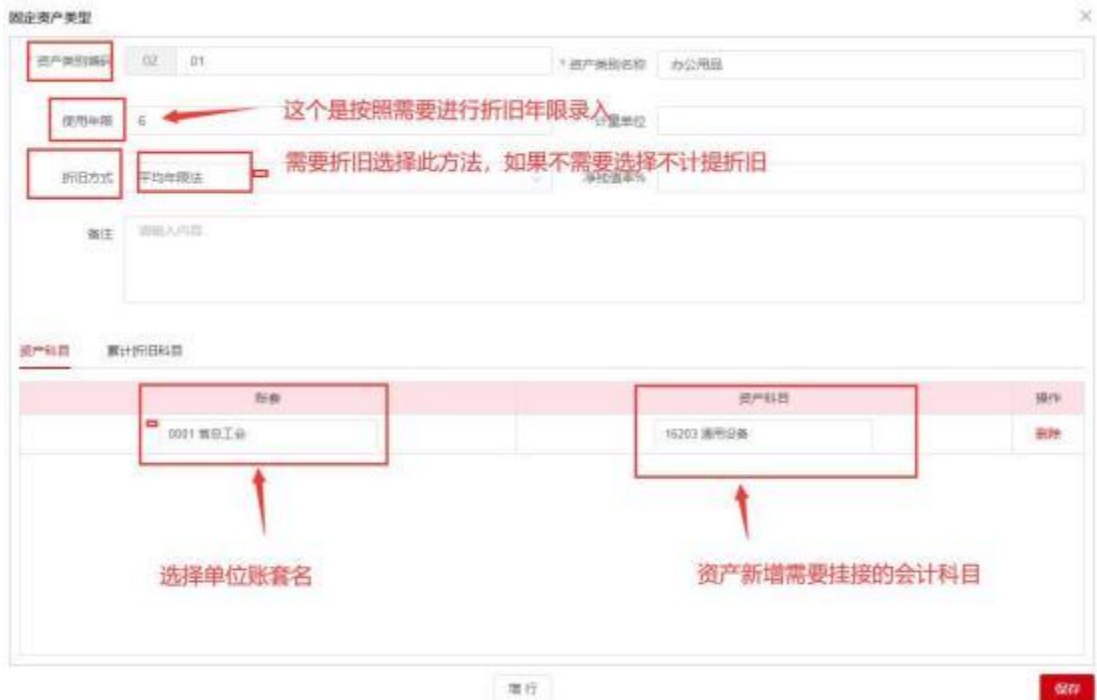 固定资产类型
资产类别编码 02 01 * 资产类别名称 办公用品
使用年限 6 这个是按照需要进行折旧年限录入 计量单位
需要折旧选择此方法，如果不需要选择不计提折旧
折旧方式 平均年限法 净残值率%
备注 请输入内容
资产科目 累计折旧科目
账套 资产科目 操作
0001 省总工会 16203 通用设备 删除
选择单位账套名 资产新增需要挂接的会计科目
增行 保存